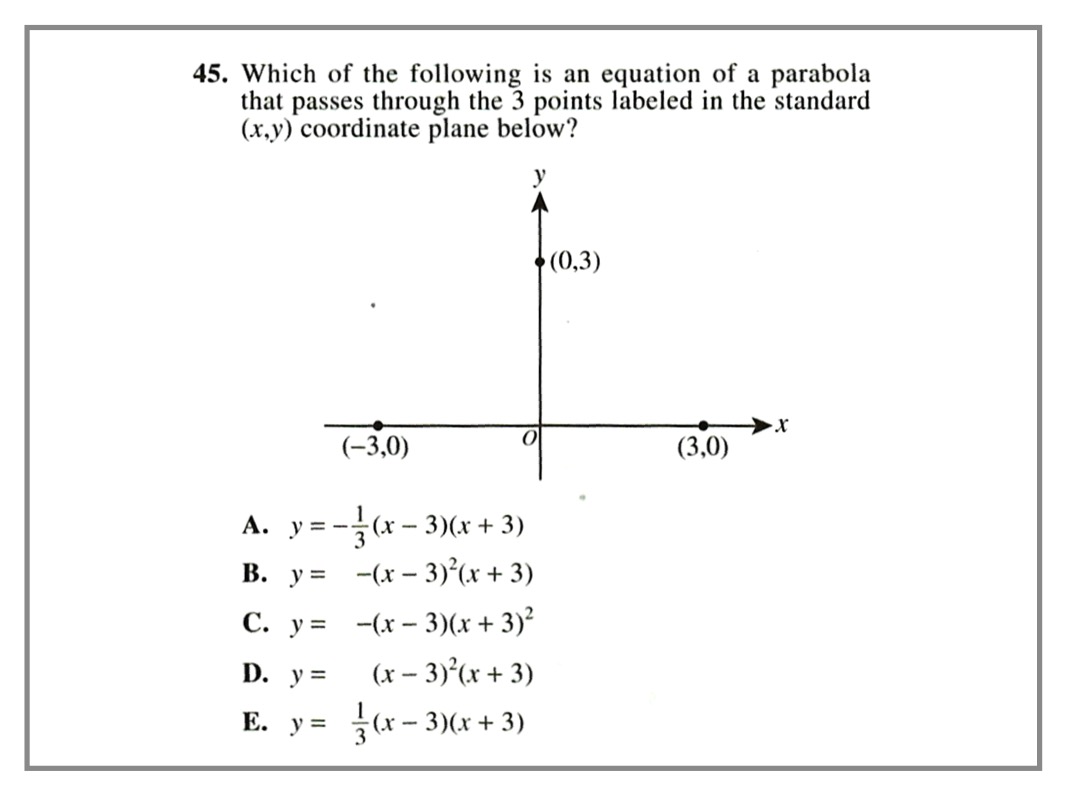 45. Which of the following is an equation of a parabola
that passes through the 3 points labeled in the standard
(x,y) coordinate plane below?
y
(0,3)
x
O
(−3,0)
(3,0)
A. y = −1/3(x − 3)(x + 3)
B. y = −(x − 3)²(x + 3)
C. y = −(x − 3)(x + 3)²
D. y = (x − 3)²(x + 3)
E. y = 1/3(x − 3)(x + 3)